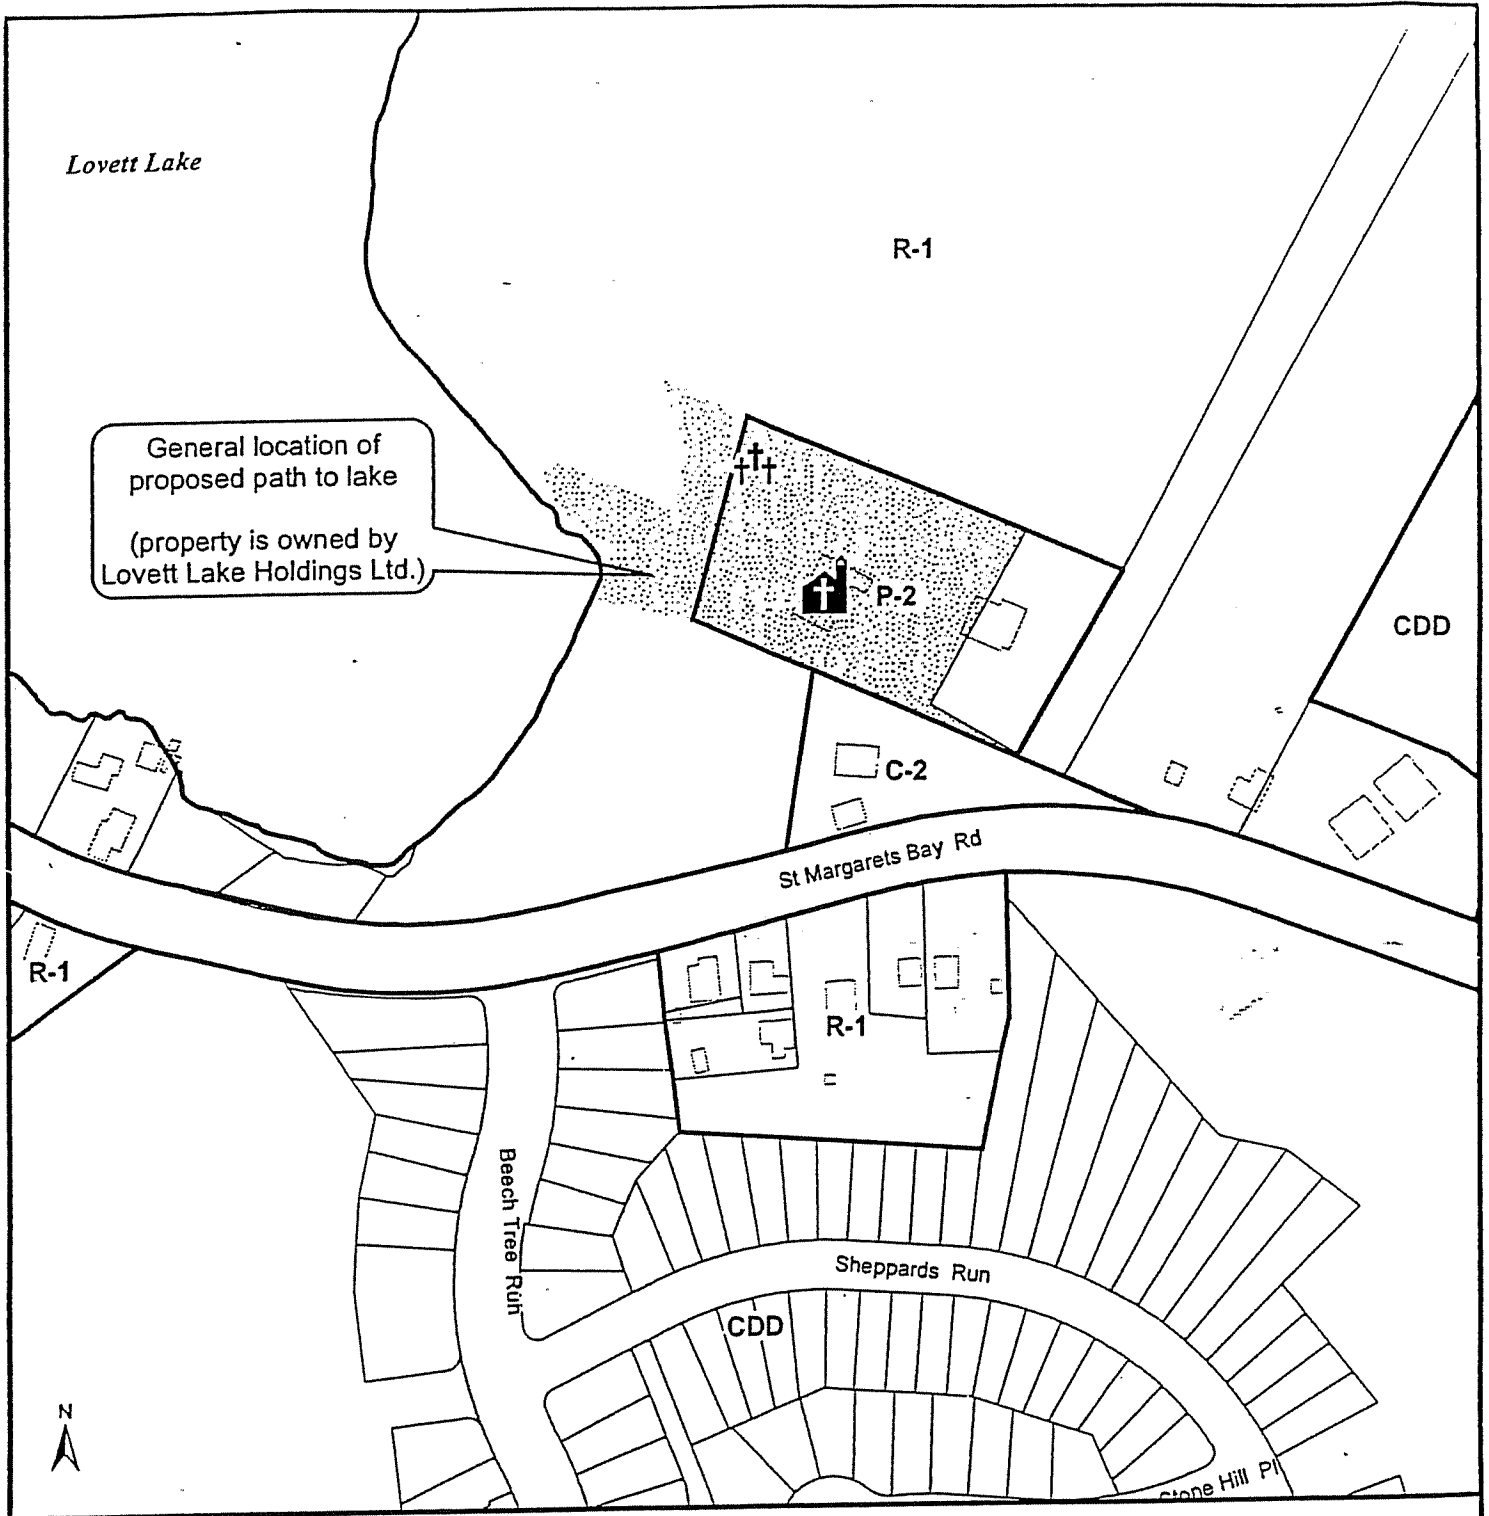 Lovett Lake
R-1
General location of
proposed path to lake
(property is owned by
Lovett Lake Holdings Ltd.)
P-2
CDD
C-2
St Margarets Bay Rd
R-1
R-1
Beech Tree Run
Sheppards Run
CDD
N
Stone Hill Pl